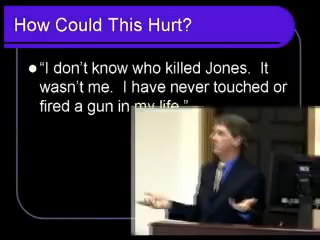 How Could This Hurt?
“I don’t know who killed Jones. It
wasn’t me. I have never touched or
fired a gun in my life.”